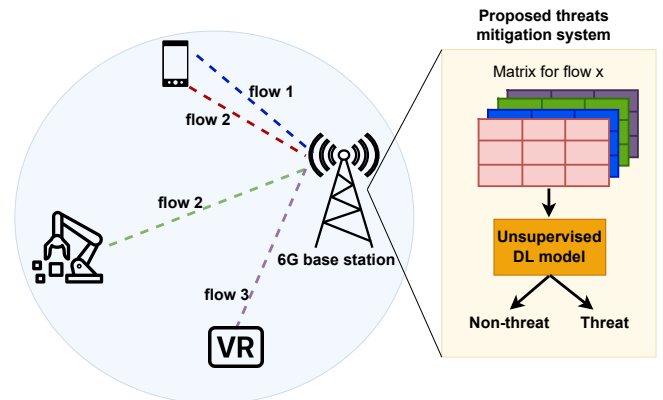 Proposed threats
mitigation system
Matrix for flow x
flow 1
flow 2
flow 2
6G base station
flow 3
VR
Unsupervised
DL model
Non-threat
Threat